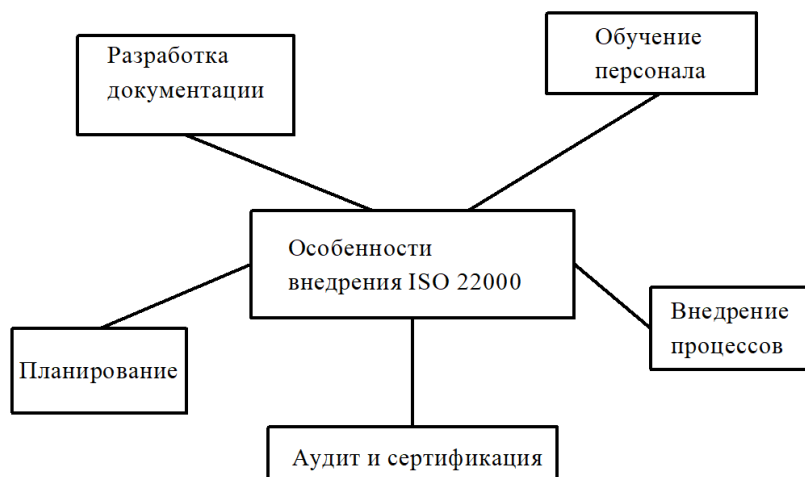 Разработка
документации
Обучение
персонала
Особенности
внедрения ISO 22000
Планирование
Внедрение
процессов
Аудит и сертификация